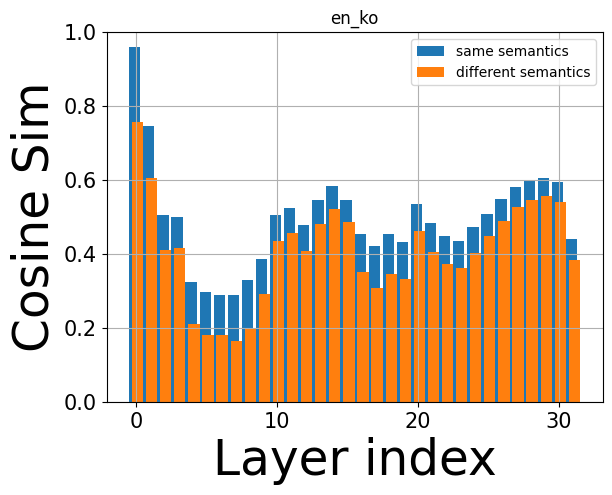 en_ko
same semantics
different semantics
Cosine Sim
1.0
0.8
0.6
0.4
0.2
0.0
0 10 20 30
Layer index